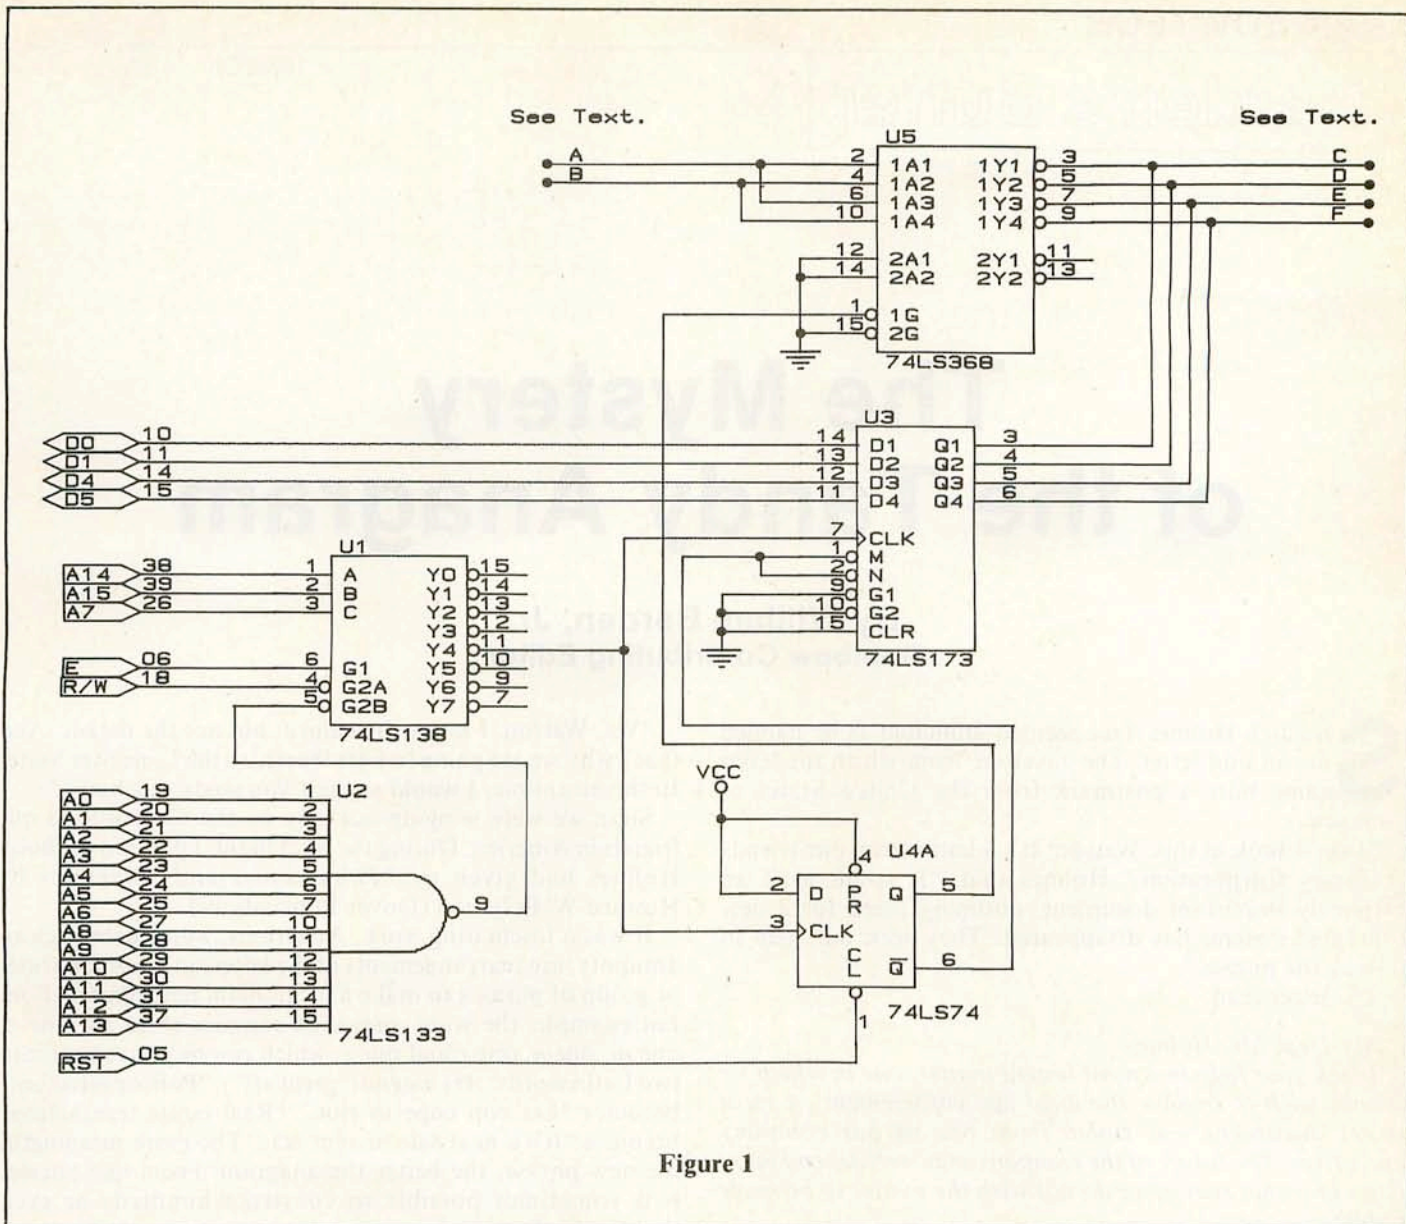 See Text.
See Text.
U5
A 2 1A1 1Y1 3 C
B 4 1A2 1Y2 5 D
6 1A3 1Y3 7 E
10 1A4 1Y4 9 F
12 2A1 2Y1 11
14 2A2 2Y2 13
1 1G
15 2G
74LS368
The Mystery
of the Tandy Anagram
U3
D0 10 14 D1 Q1 3
D1 11 13 D2 Q2 4
D4 14 12 D3 Q3 5
D5 15 11 D4 Q4 6
7 CLK
1 M
2 N
9 G1
10 G2
15 CLR
74LS173
U1
A14 38 1 A Y0 15
A15 39 2 B Y1 14
A7 26 3 C Y2 13
Y3 12
Y4 11
E 06 6 G1 Y5
R/W 18 4 G2A Y6 9
5 G2B Y7 7
74LS138
VCC
U2
A0 19 1
A1 20 2
A2 21 3
A3 22 4
A4 23 5
A5 24 6
A6 25 7
A8 27 10
A9 28 11
A10 29 12
A11 30 13
A12 31 14
A13 37 15
9
74LS133
RST 05
U4A
4
2 D PR Q 5
3 CLK
CL Q 6
1
74LS74
Figure 1